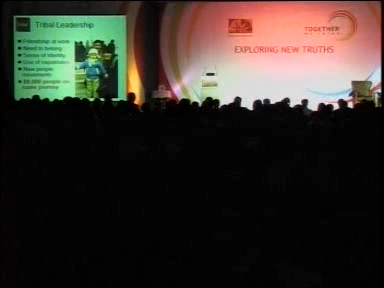 Tribal Leadership
Friendship at work
Need to belong
Sense of identity
Use of
New people
movements
people on
same journey
TOGETHER
EXPLORING NEW TRUTHS